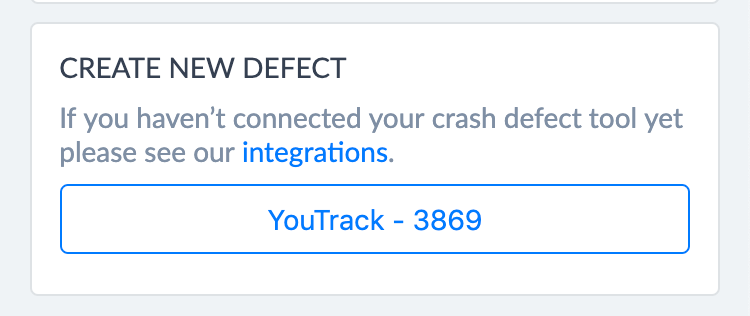 CREATE NEW DEFECT
If you haven’t connected your crash defect tool yet
please see our integrations.
YouTrack - 3869